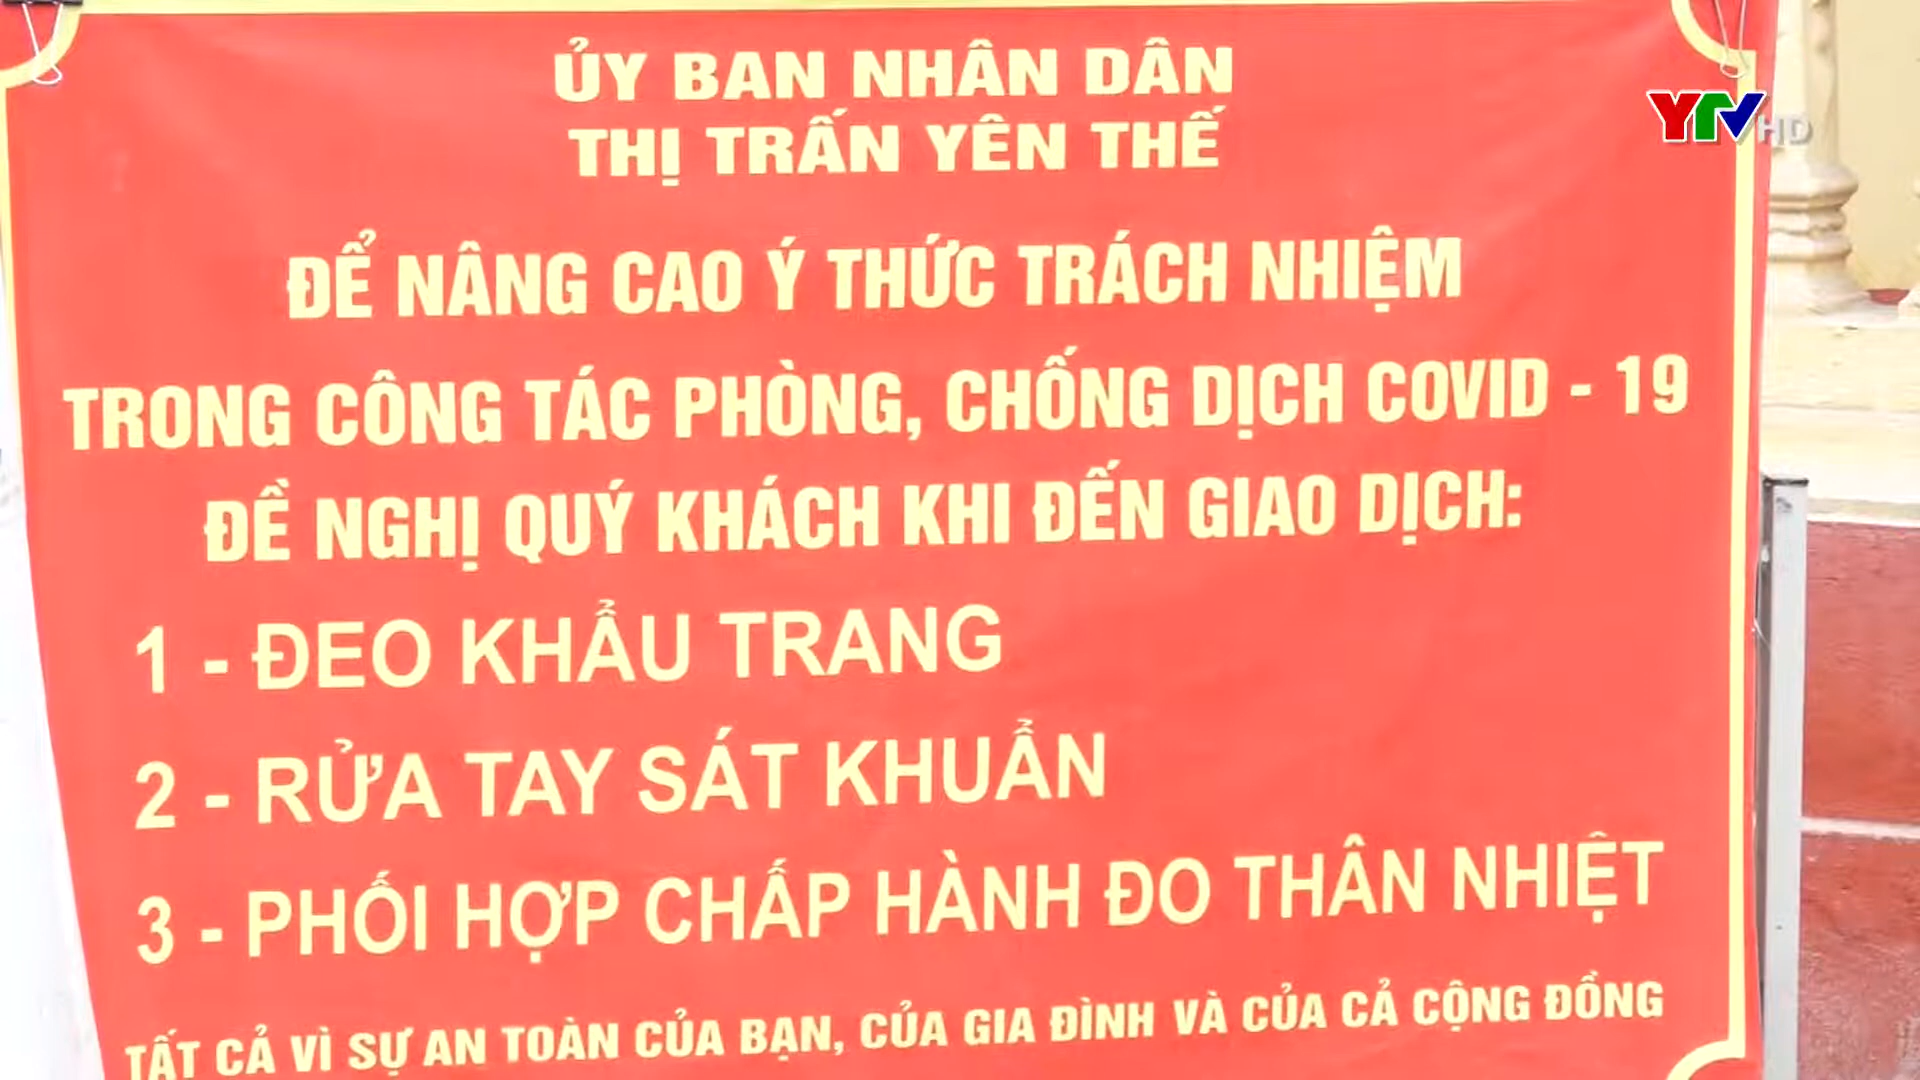 ỦY BAN NHÂN DÂN
THỊ TRẤN YÊN THẾ
YTV HD
ĐỂ NÂNG CAO Ý THỨC TRÁCH NHIỆM
TRONG CÔNG TÁC PHÒNG, CHỐNG DỊCH COVID - 19
ĐỀ NGHỊ QUÝ KHÁCH KHI ĐẾN GIAO DỊCH:
1 - ĐEO KHẨU TRANG
2 - RỬA TAY SÁT KHUẨN
3 - PHỐI HỢP CHẤP HÀNH ĐO THÂN NHIỆT
TẤT CẢ VÌ SỰ AN TOÀN CỦA BẠN, CỦA GIA ĐÌNH VÀ CỦA CẢ CỘNG ĐỒNG